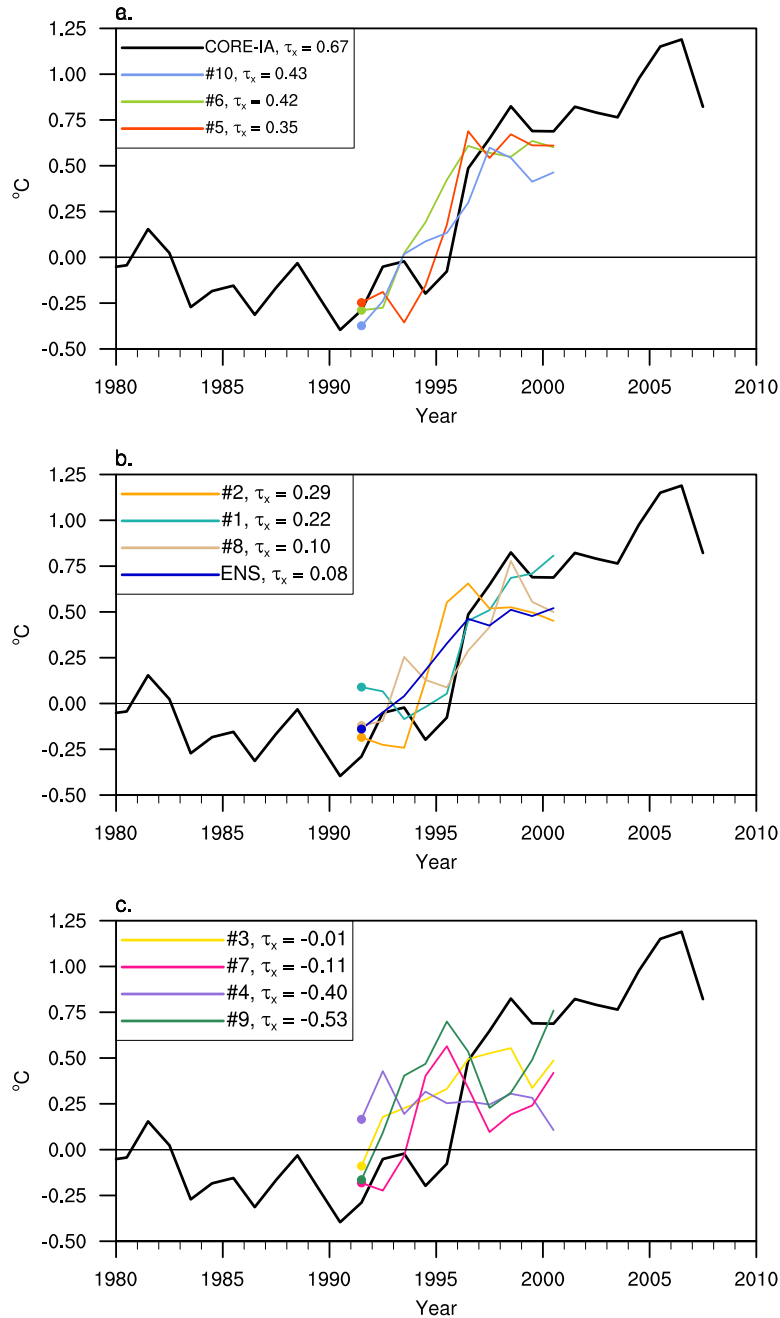 a.
1.25
1.00
0.75
0.50
0.25
0.00
-0.25
-0.50
°C
CORE-IA, τx = 0.67
#10, τx = 0.43
#6, τx = 0.42
#5, τx = 0.35
1980 1985 1990 1995 2000 2005 2010
Year
b.
1.25
1.00
0.75
0.50
0.25
0.00
-0.25
-0.50
°C
#2, τx = 0.29
#1, τx = 0.22
#8, τx = 0.10
ENS, τx = 0.08
1980 1985 1990 1995 2000 2005 2010
Year
c.
1.25
1.00
0.75
0.50
0.25
0.00
-0.25
-0.50
°C
#3, τx = -0.01
#7, τx = -0.11
#4, τx = -0.40
#9, τx = -0.53
1980 1985 1990 1995 2000 2005 2010
Year